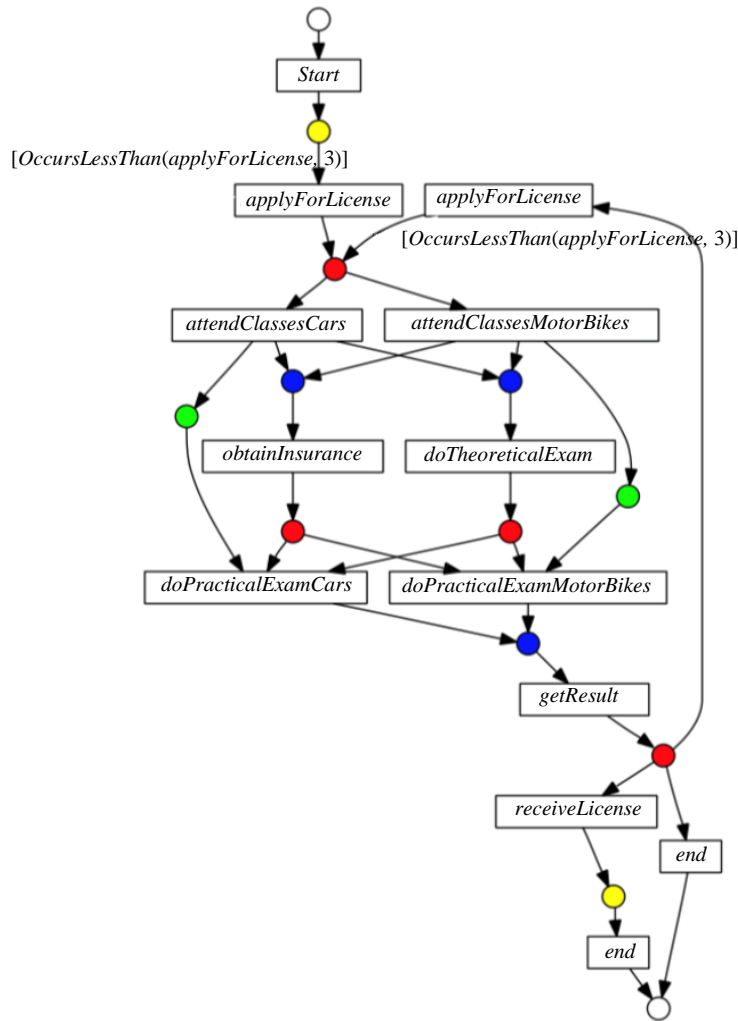 Start
[OccursLessThan(applyForLicense, 3)]
applyForLicense
applyForLicense
[OccursLessThan(applyForLicense, 3)]
attendClassesCars
attendClassesMotorBikes
obtainInsurance
doTheoreticalExam
doPracticalExamCars
doPracticalExamMotorBikes
getResult
receiveLicense
end
end